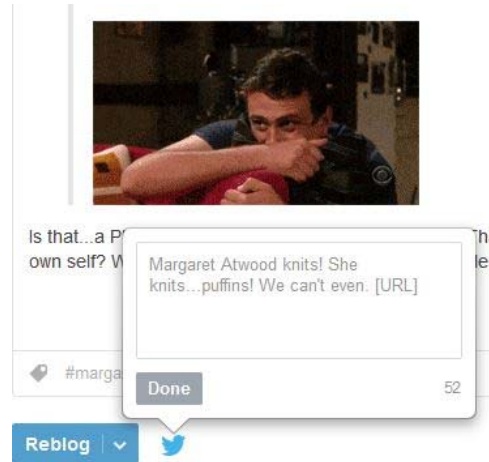 Is that...a P
own self? W
Margaret Atwood knits! She
knits...puffins! We can't even. [URL]
Done
52
#marga
Reblog